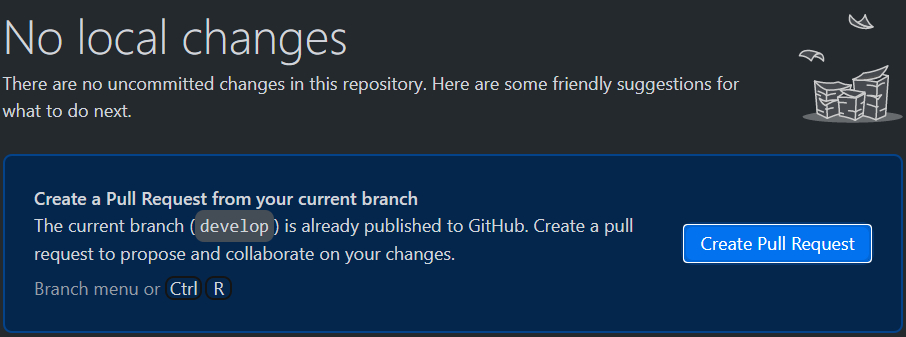 No local changes
There are no uncommitted changes in this repository. Here are some friendly suggestions for
what to do next.
Create a Pull Request from your current branch
The current branch (develop) is already published to GitHub. Create a pull
request to propose and collaborate on your changes.
Branch menu or Ctrl R
Create Pull Request